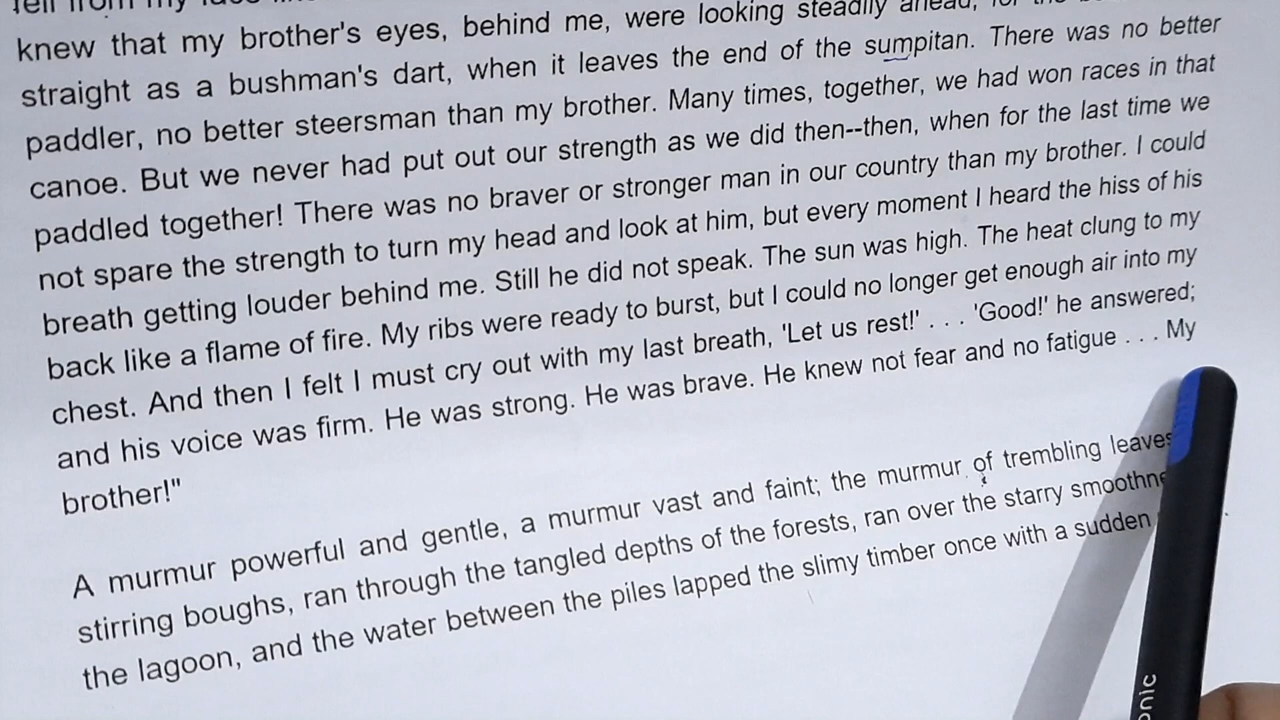 fell from my
knew that my brother's eyes, behind me, were looking steadily ahead, for the
straight as a bushman's dart, when it leaves the end of the sumpitan. There was no better
paddler, no better steersman than my brother. Many times, together, we had won races in that
canoe. But we never had put out our strength as we did then--then, when for the last time we
paddled together! There was no braver or stronger man in our country than my brother. I could
not spare the strength to turn my head and look at him, but every moment I heard the hiss of his
breath getting louder behind me. Still he did not speak. The sun was high. The heat clung to my
back like a flame of fire. My ribs were ready to burst, but I could no longer get enough air into my
chest. And then I felt I must cry out with my last breath, 'Let us rest!' . . . 'Good!' he answered;
and his voice was firm. He was strong. He was brave. He knew not fear and no fatigue . . . My
brother!"
A murmur powerful and gentle, a murmur vast and faint; the murmur of trembling leaves
stirring boughs, ran through the tangled depths of the forests, ran over the starry
the lagoon, and the water between the piles lapped the slimy timber once with a sudden